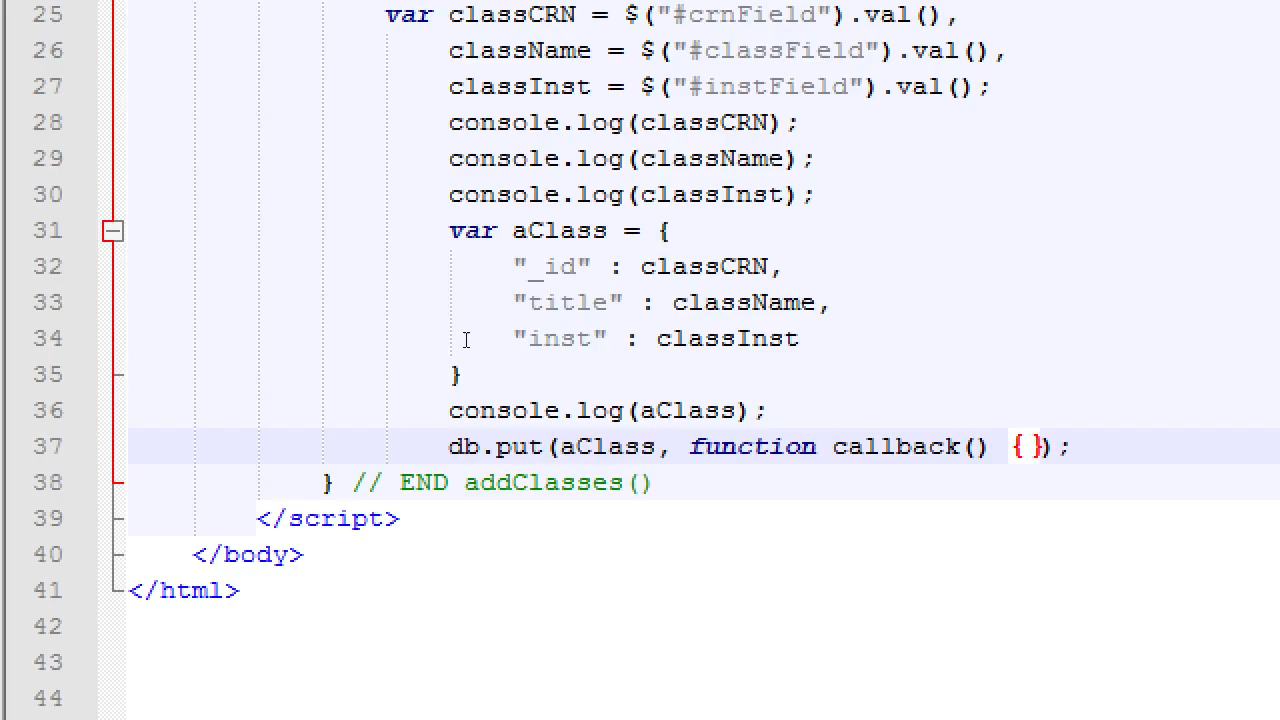 25 var classCRN = $("#crnField").val(),
26 className = $("#classField").val(),
27 classInst = $("#instField").val();
28 console.log(classCRN);
29 console.log(className);
30 console.log(classInst);
31 var aClass = {
32 "_id" : classCRN,
33 "title" : className,
34 "inst" : classInst
35 }
36 console.log(aClass);
37 db.put(aClass, function callback() {});
38 } // END addClasses()
39 </script>
40 </body>
41 </html>
42
43
44